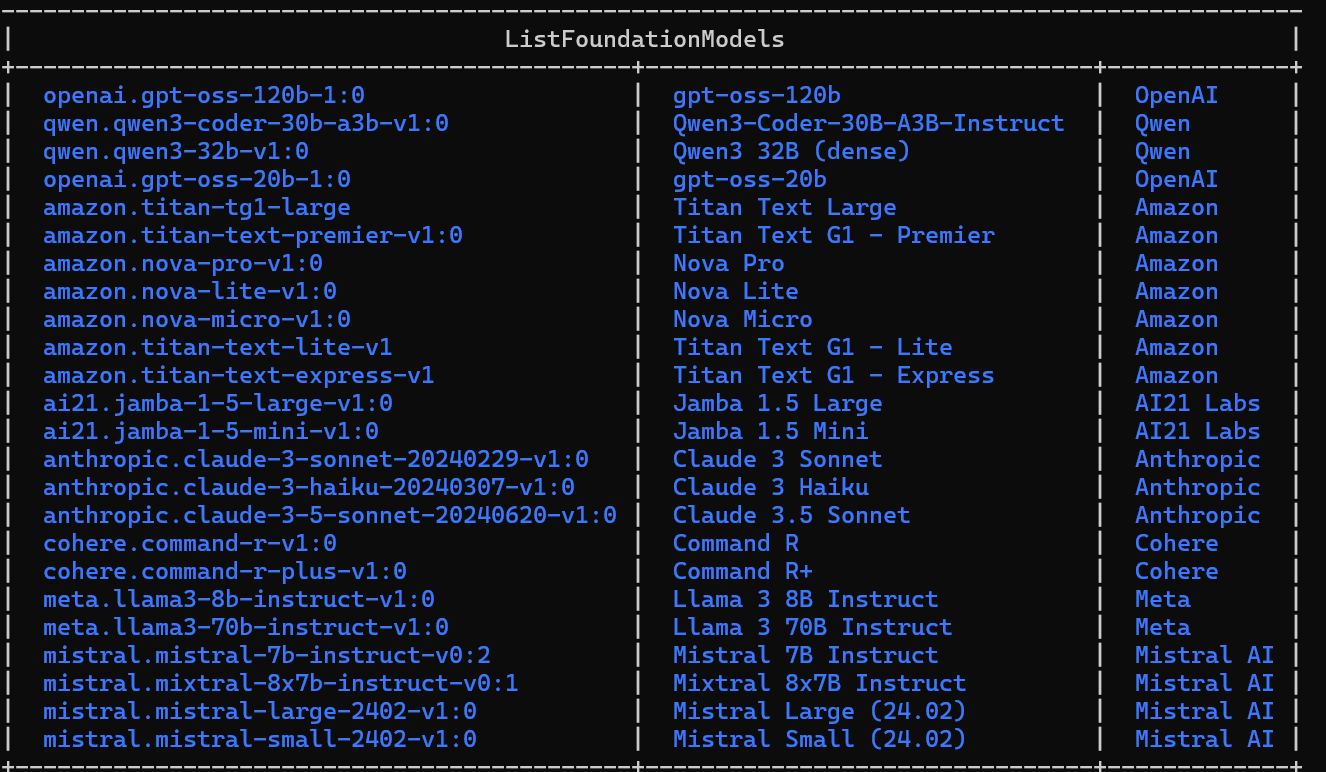 ListFoundationModels
openai.gpt-oss-120b-1:0 | gpt-oss-120b | OpenAI
qwen.qwen3-coder-30b-a3b-v1:0 | Qwen3-Coder-30B-A3B-Instruct | Qwen
qwen.qwen3-32b-v1:0 | Qwen3 32B (dense) | Qwen
openai.gpt-oss-20b-1:0 | gpt-oss-20b | OpenAI
amazon.titan-tg1-large | Titan Text Large | Amazon
amazon.titan-text-premier-v1:0 | Titan Text G1 - Premier | Amazon
amazon.nova-pro-v1:0 | Nova Pro | Amazon
amazon.nova-lite-v1:0 | Nova Lite | Amazon
amazon.nova-micro-v1:0 | Nova Micro | Amazon
amazon.titan-text-lite-v1 | Titan Text G1 - Lite | Amazon
amazon.titan-text-express-v1 | Titan Text G1 - Express | Amazon
ai21.jamba-1-5-large-v1:0 | Jamba 1.5 Large | AI21 Labs
ai21.jamba-1-5-mini-v1:0 | Jamba 1.5 Mini | AI21 Labs
anthropic.claude-3-sonnet-20240229-v1:0 | Claude 3 Sonnet | Anthropic
anthropic.claude-3-haiku-20240307-v1:0 | Claude 3 Haiku | Anthropic
anthropic.claude-3-5-sonnet-20240620-v1:0 | Claude 3.5 Sonnet | Anthropic
cohere.command-r-v1:0 | Command R | Cohere
cohere.command-r-plus-v1:0 | Command R+ | Cohere
meta.llama3-8b-instruct-v1:0 | Llama 3 8B Instruct | Meta
meta.llama3-70b-instruct-v1:0 | Llama 3 70B Instruct | Meta
mistral.mistral-7b-instruct-v0:2 | Mistral 7B Instruct | Mistral AI
mistral.mixtral-8x7b-instruct-v0:1 | Mixtral 8x7B Instruct | Mistral AI
mistral.mistral-large-2402-v1:0 | Mistral Large (24.02) | Mistral AI
mistral.mistral-small-2402-v1:0 | Mistral Small (24.02) | Mistral AI